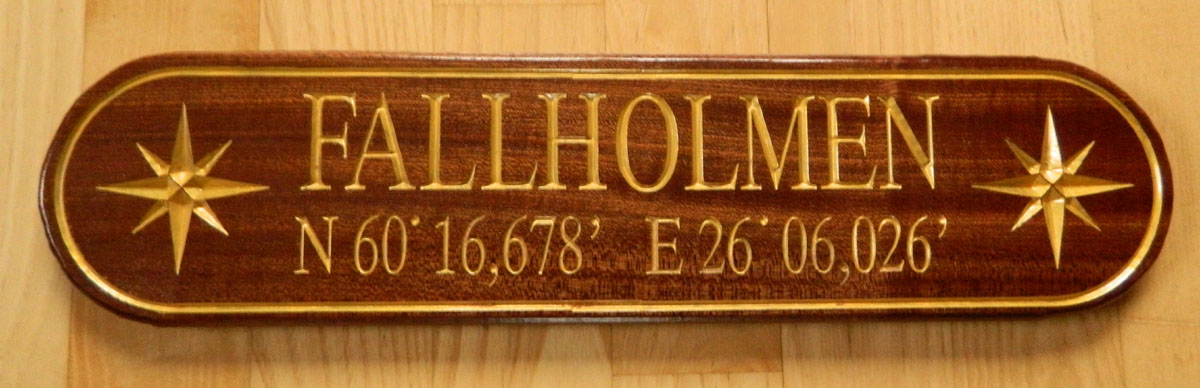 FALLHOLMEN
N 60° 16,678' E 26° 06,026'